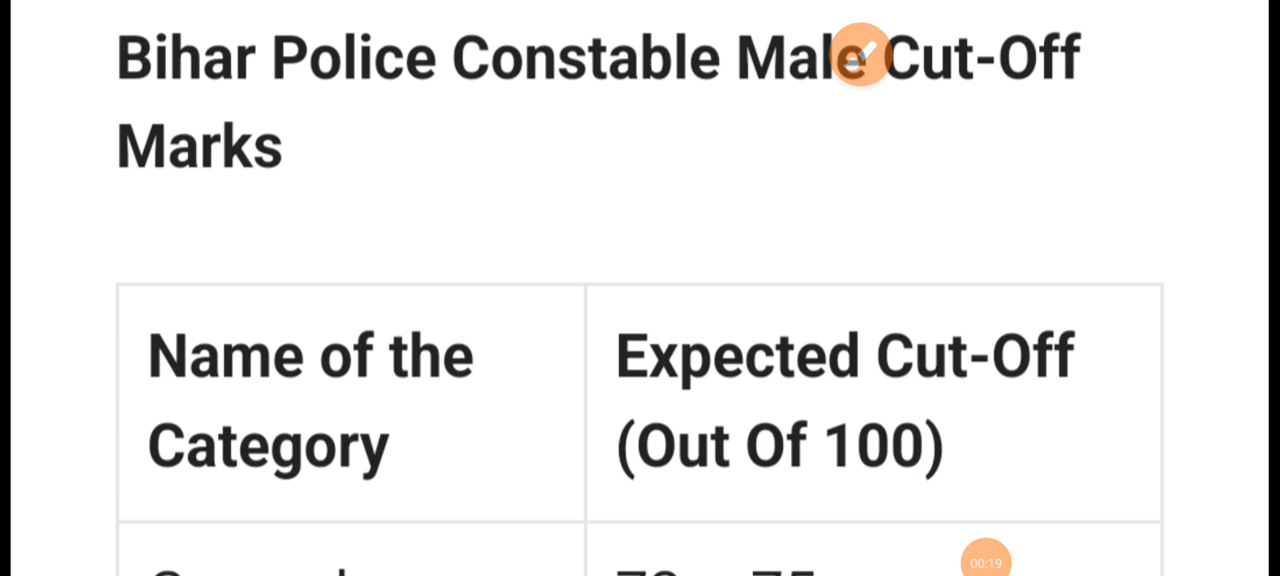 Bihar Police Constable Male Cut-Off
Marks
Name of the
Category
Expected Cut-Off
(Out Of 100)
00:19